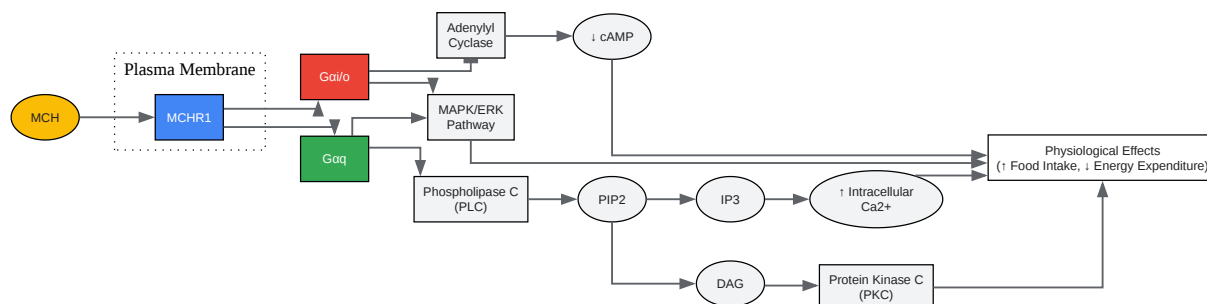 Adenylyl
Cyclase
↓ cAMP
Plasma Membrane
Gαi/o
MCH
MCHR1
MAPK/ERK
Pathway
Gαq
Physiological Effects
(↑ Food Intake, ↓ Energy Expenditure)
Phospholipase C
(PLC)
PIP2
IP3
↑ Intracellular
Ca2+
DAG
Protein Kinase C
(PKC)